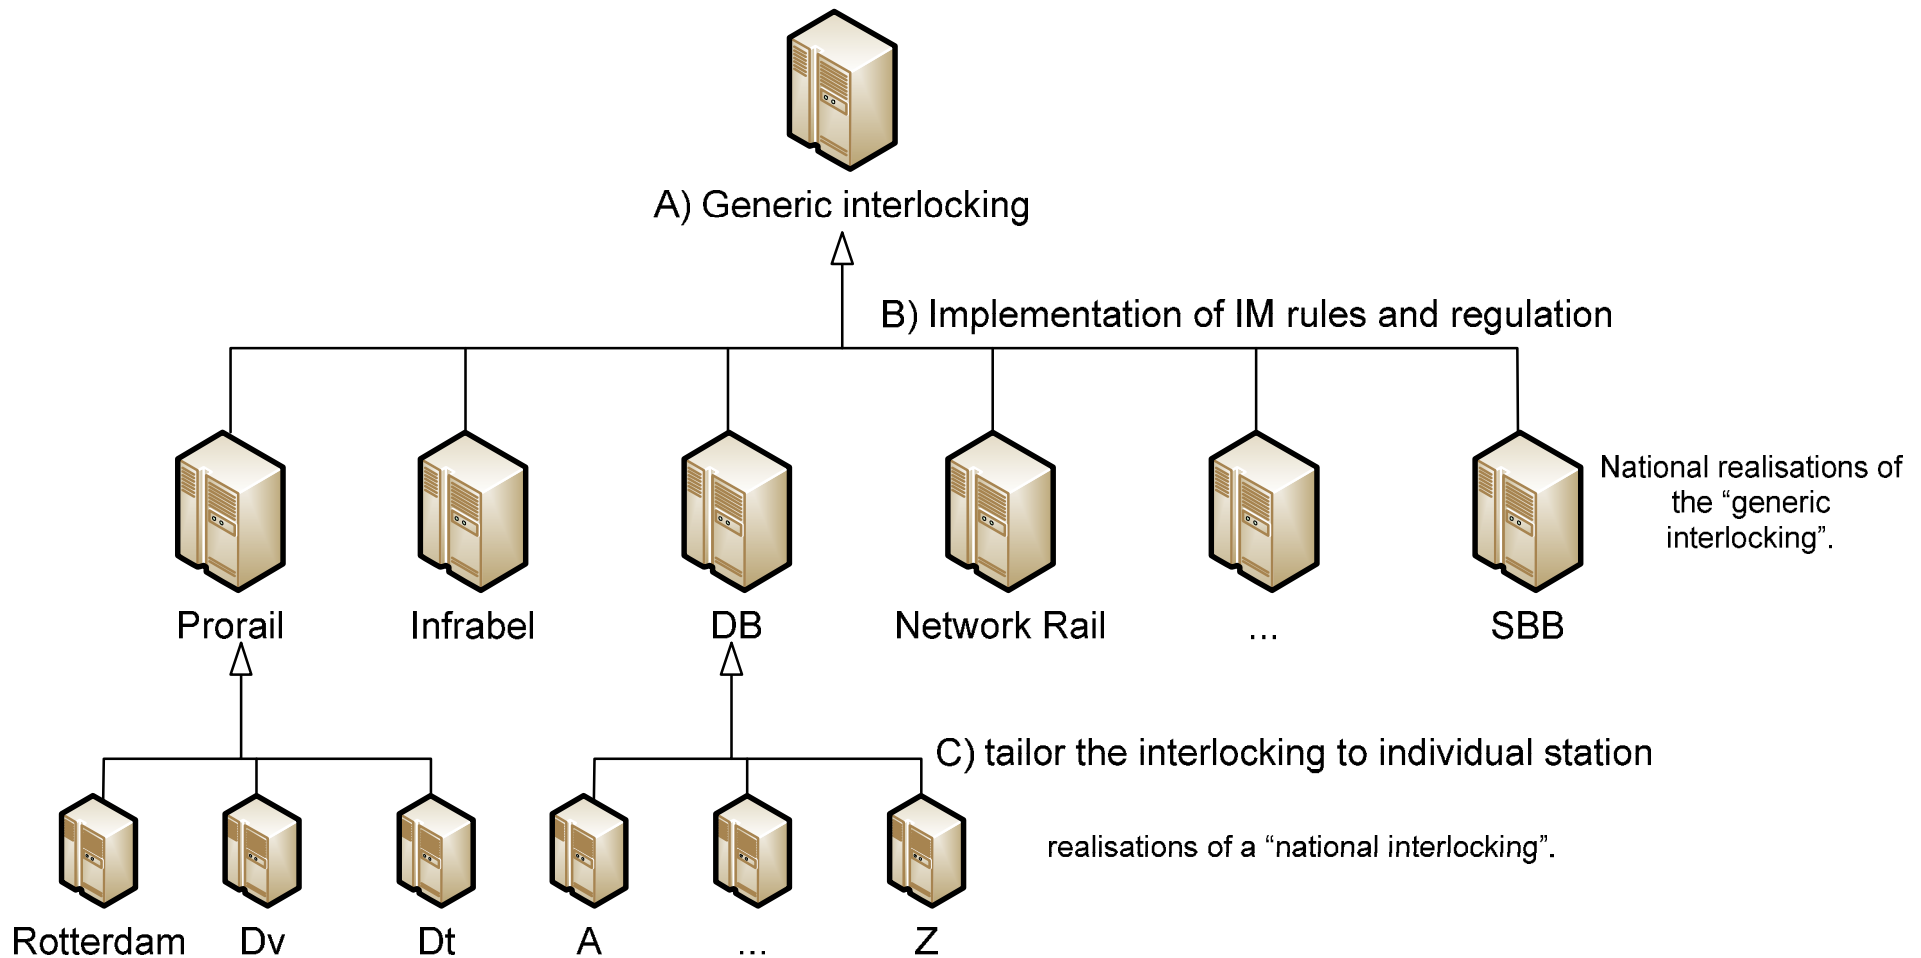 A) Generic interlocking
B) Implementation of IM rules and regulation
National realisations of
the “generic
interlocking”.
Prorail
Infrabel
DB
Network Rail
...
SBB
C) tailor the interlocking to individual station
realisations of a “national interlocking”.
Rotterdam
Dv
Dt
A
...
Z